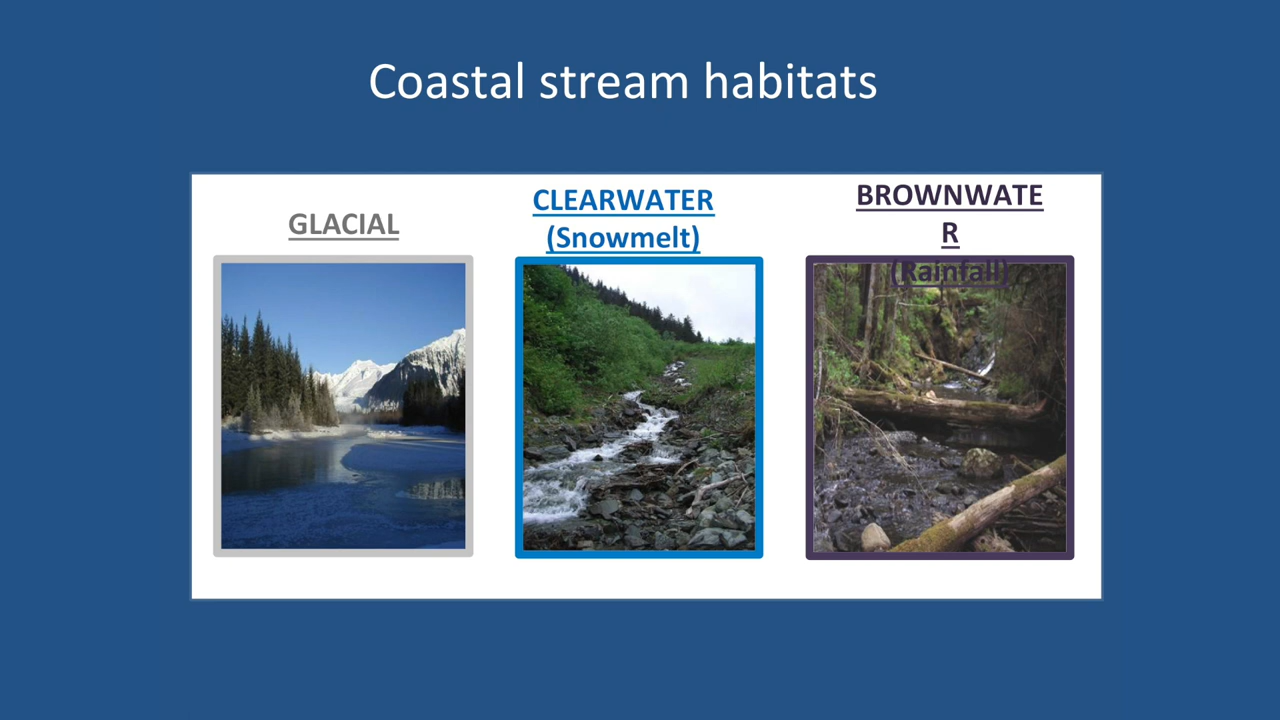 Coastal stream habitats
GLACIAL
CLEARWATER
(Snowmelt)
BROWNWATE
R
(Rainfall)